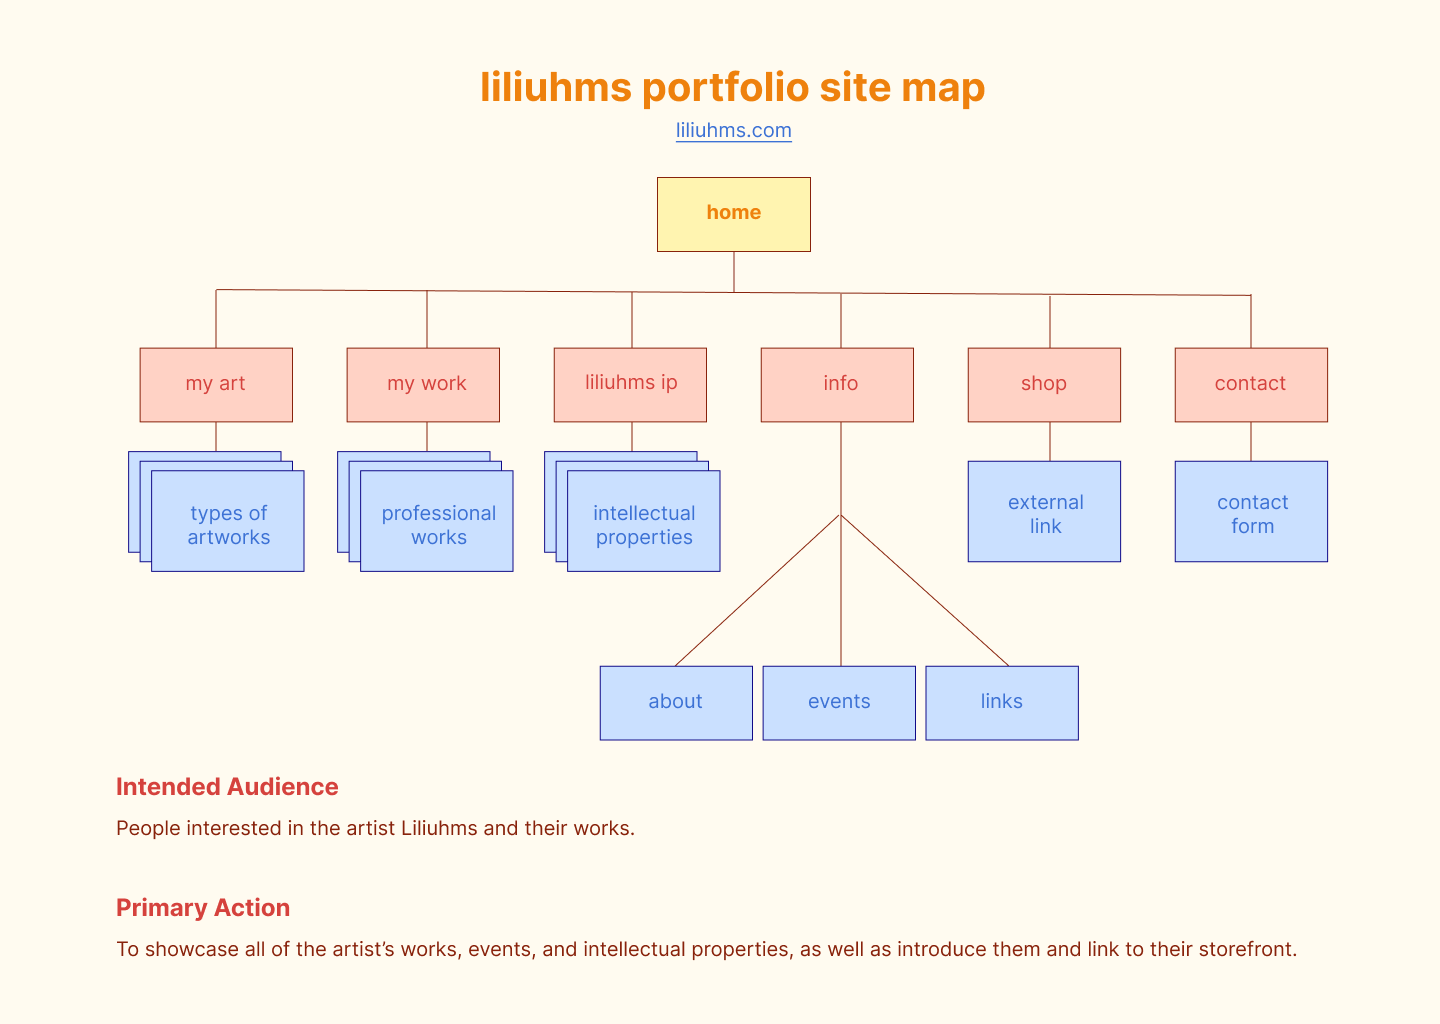 liliuhms portfolio site map
liliuhms.com
home
my art
my work
liliuhms ip
info
shop
contact
types of
artworks
professional
works
intellectual
properties
external
link
contact
form
about
events
links
Intended Audience
People interested in the artist Liliuhms and their works.
Primary Action
To showcase all of the artist’s works, events, and intellectual properties, as well as introduce them and link to their storefront.